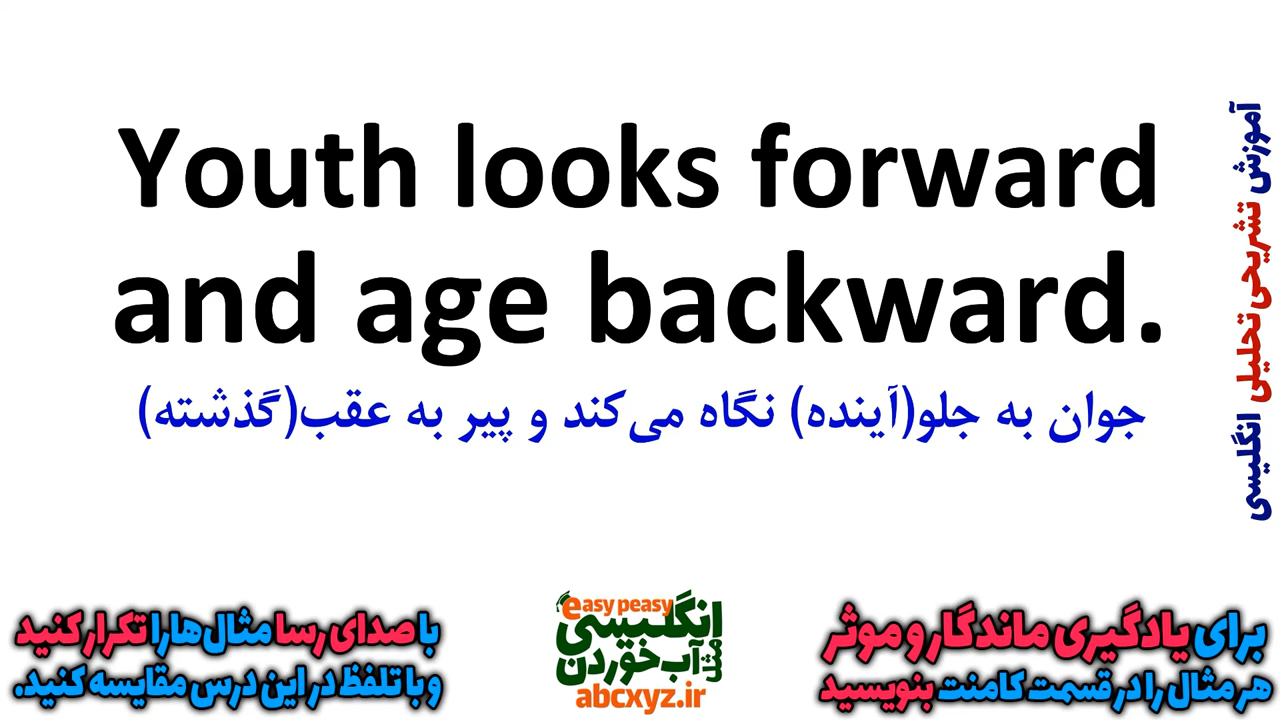 Youth looks forward
and age backward.
جوان به جلو(آینده) نگاه می‌کند و پیر به عقب(گذشته)
آموزش تشریحی تحلیلی انگلیسی
برای یادگیری ماندگار و موثر
هر مثال را در قسمت کامنت بنویسید
easy peasy
انگلیسی
مثل
آب خوردن
abcxyz.ir
با صدای رسا مثال‌ها را تکرار کنید
و با تلفظ در این درس مقایسه کنید.